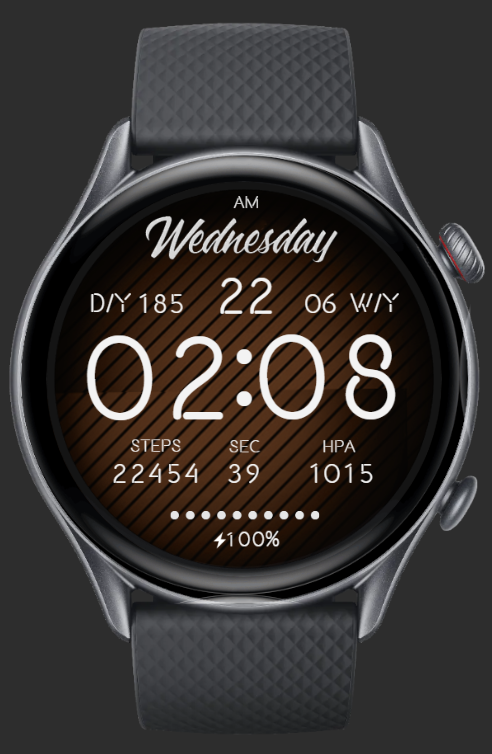 AM
Wednesday
D/Y 185 22 06 W/Y
02:08
STEPS SEC HPA
22454 39 1015
100%